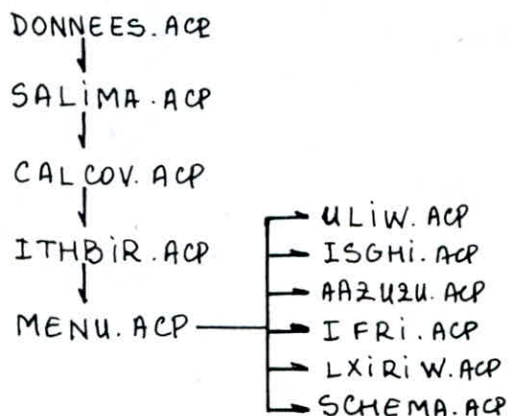 DONNEES.ACP
SALIMA.ACP
CALCOV.ACP
ITHBIR.ACP
MENU.ACP
ULIW.ACP
ISGHI.ACP
AAZUZU.ACP
IFRI.ACP
LXIRIW.ACP
SCHEMA.ACP